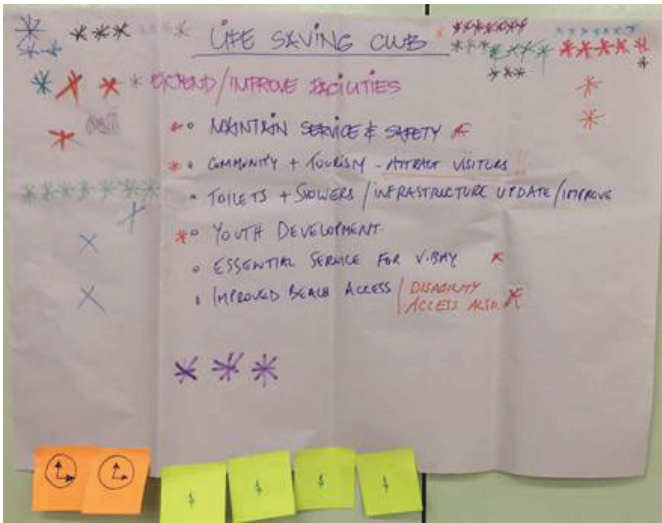 LIFE SAVING CLUB
EXTEND/IMPROVE FACILITIES
MAINTAIN SERVICE & SAFETY
COMMUNITY + TOURISM - ATTRACT VISITORS !!
TOILETS + SHOWERS / INFRASTRUCTURE UPDATE/IMPROVE
YOUTH DEVELOPMENT
ESSENTIAL SERVICE FOR V-BAY
IMPROVED BEACH ACCESS / DISABILITY
ACCESS ALSO.
$ $ $ $